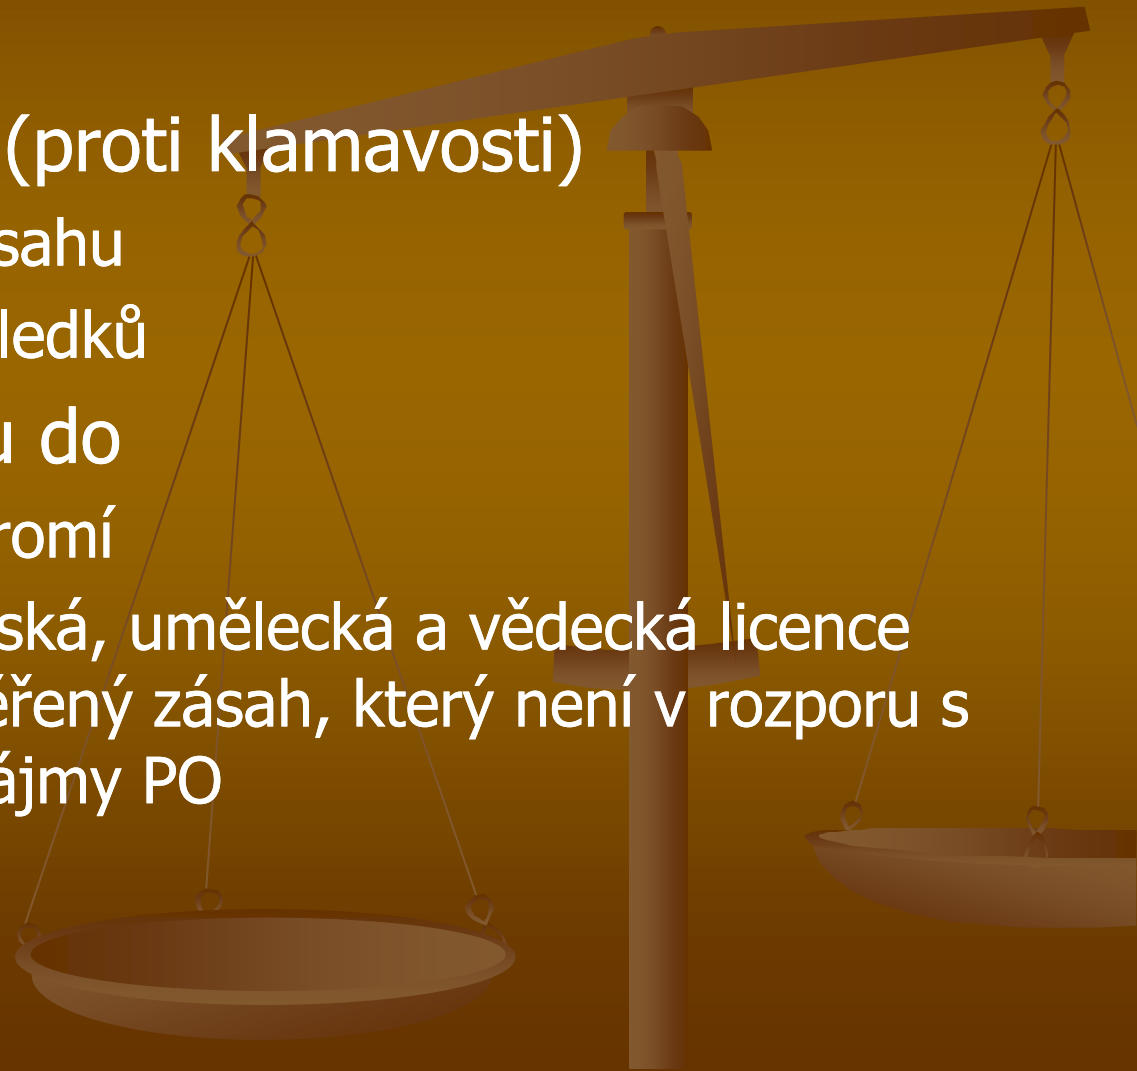 (proti klamavosti)
sahu
ledků
u do
romí
ská, umělecká a vědecká licence
ěřený zásah, který není v rozporu s
ájmy PO